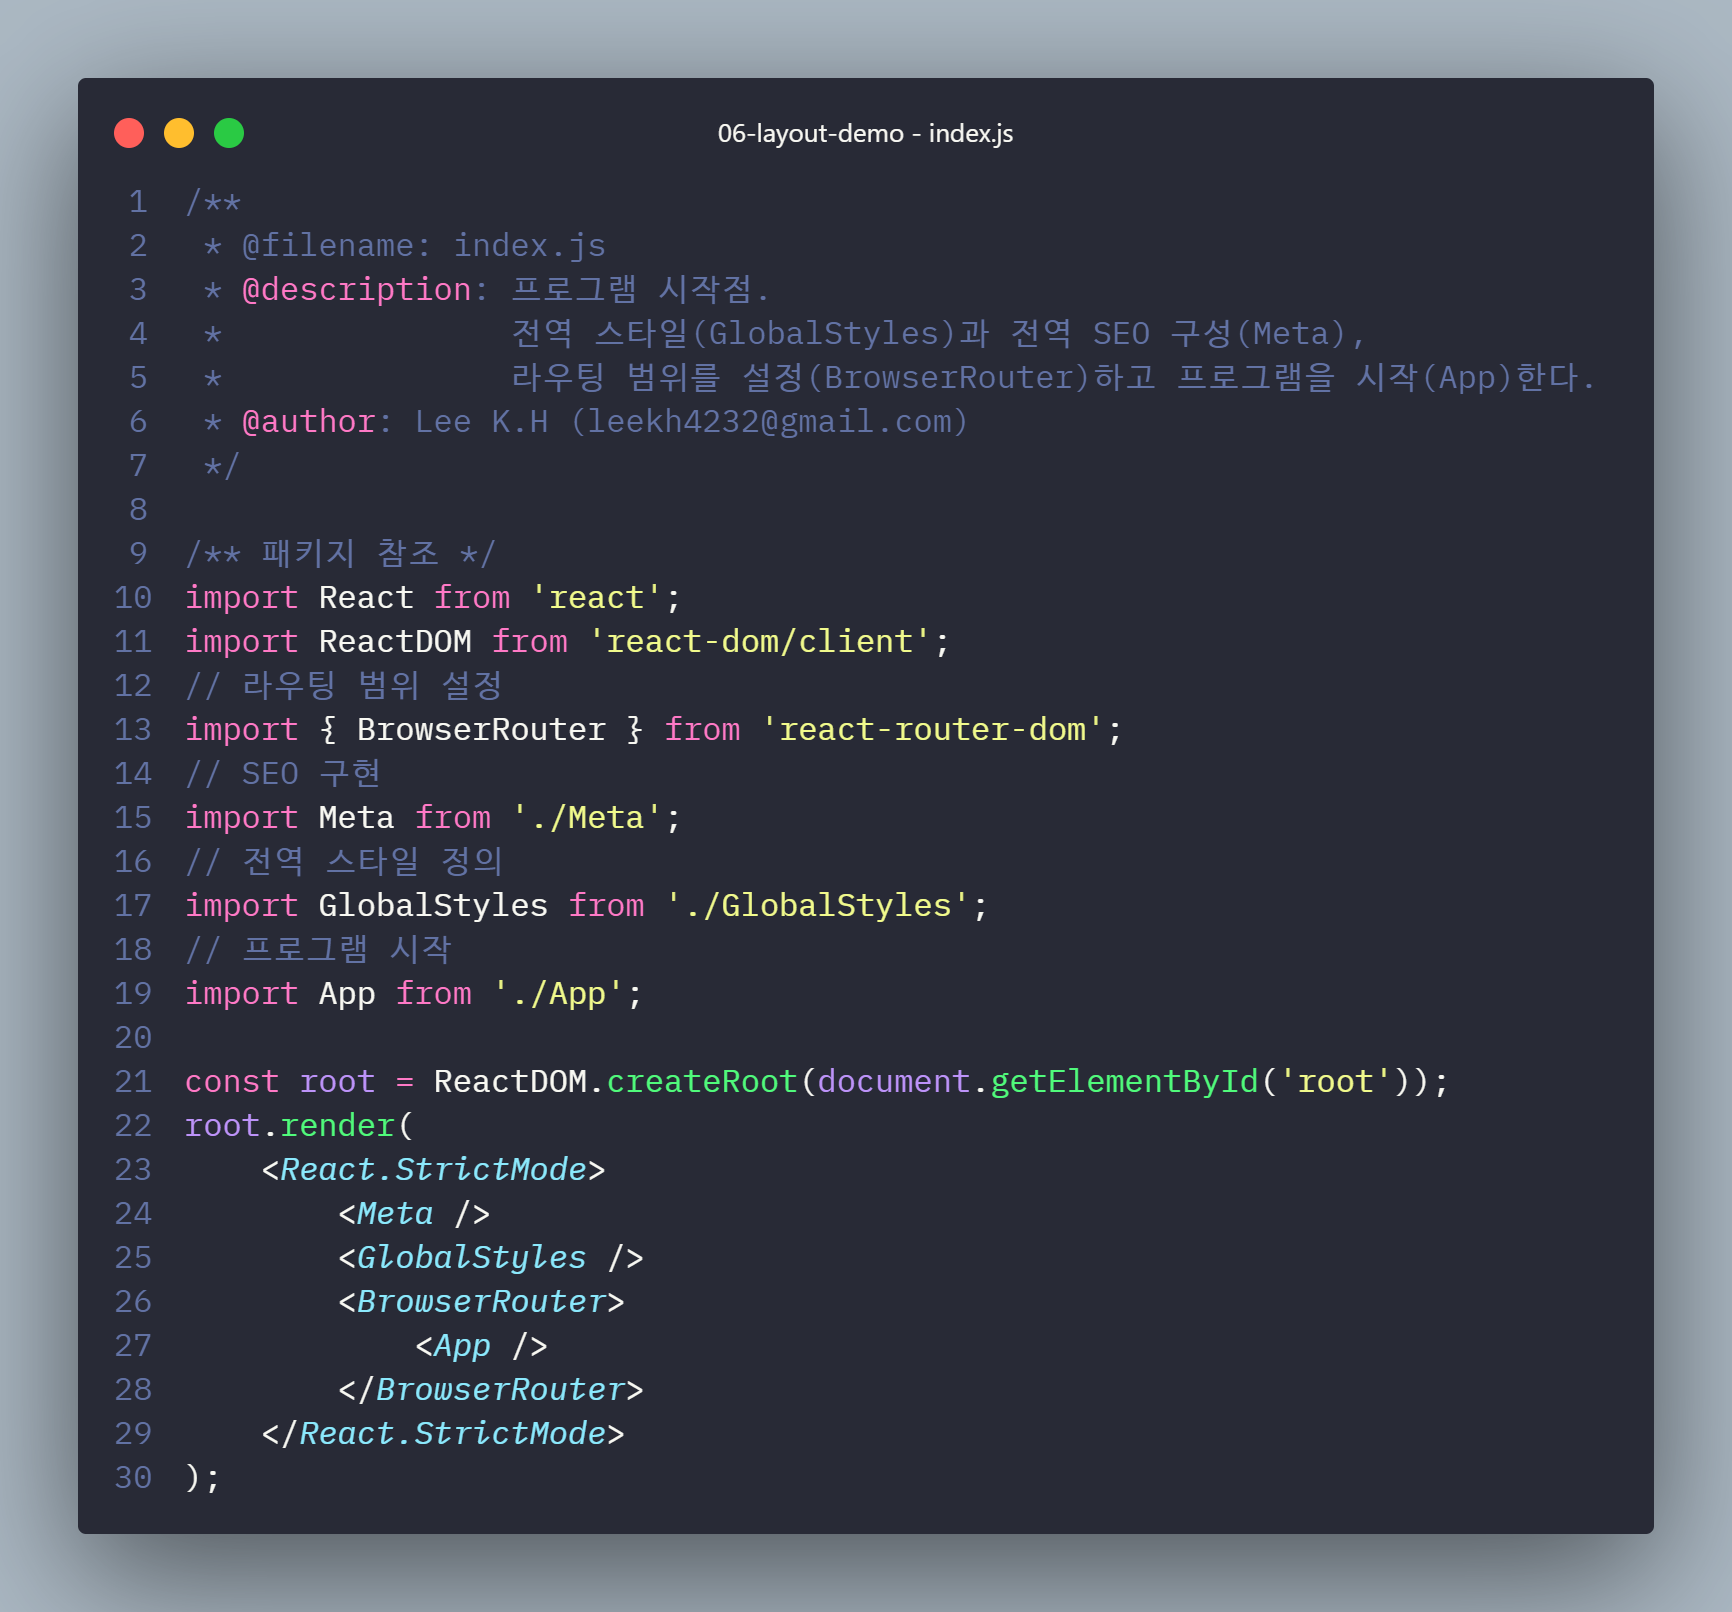 06-layout-demo - index.js
1 /**
2  * @filename: index.js
3  * @description: 프로그램 시작점.
4  *               전역 스타일(GlobalStyles)과 전역 SEO 구성(Meta),
5  *               라우팅 범위를 설정(BrowserRouter)하고 프로그램을 시작(App)한다.
6  * @author: Lee K.H (leekh4232@gmail.com)
7  */
8
9 /** 패키지 참조 */
10 import React from 'react';
11 import ReactDOM from 'react-dom/client';
12 // 라우팅 범위 설정
13 import { BrowserRouter } from 'react-router-dom';
14 // SEO 구현
15 import Meta from './Meta';
16 // 전역 스타일 정의
17 import GlobalStyles from './GlobalStyles';
18 // 프로그램 시작
19 import App from './App';
20
21 const root = ReactDOM.createRoot(document.getElementById('root'));
22 root.render(
23     <React.StrictMode>
24         <Meta />
25         <GlobalStyles />
26         <BrowserRouter>
27             <App />
28         </BrowserRouter>
29     </React.StrictMode>
30 );